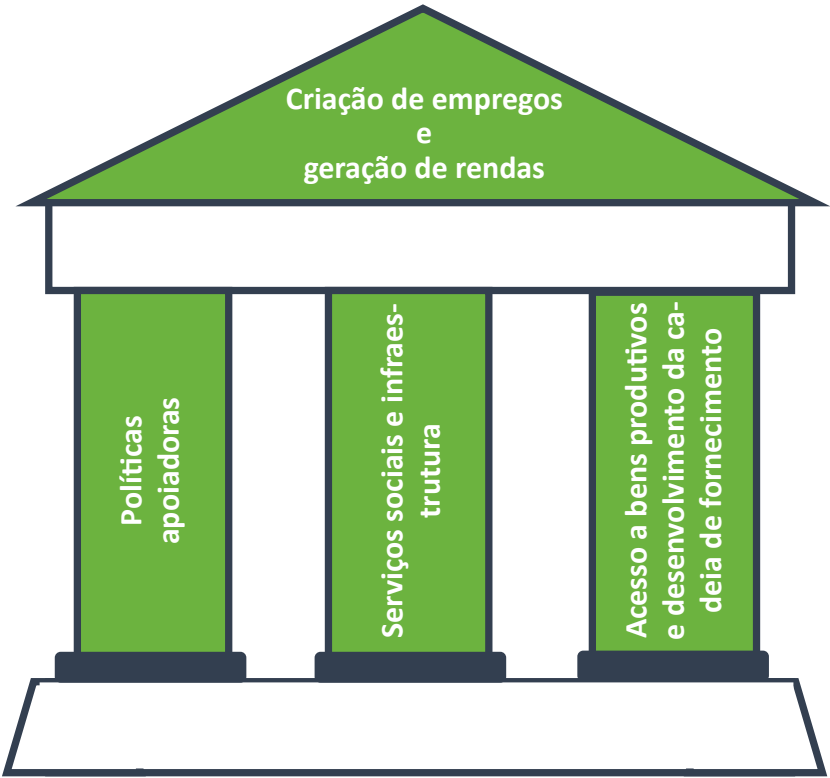 Criação de empregos
e
geração de rendas
Políticas
apoiadoras
Serviços sociais e infraes-
trutura
Acesso a bens produtivos
e desenvolvimento da ca-
deia de fornecimento